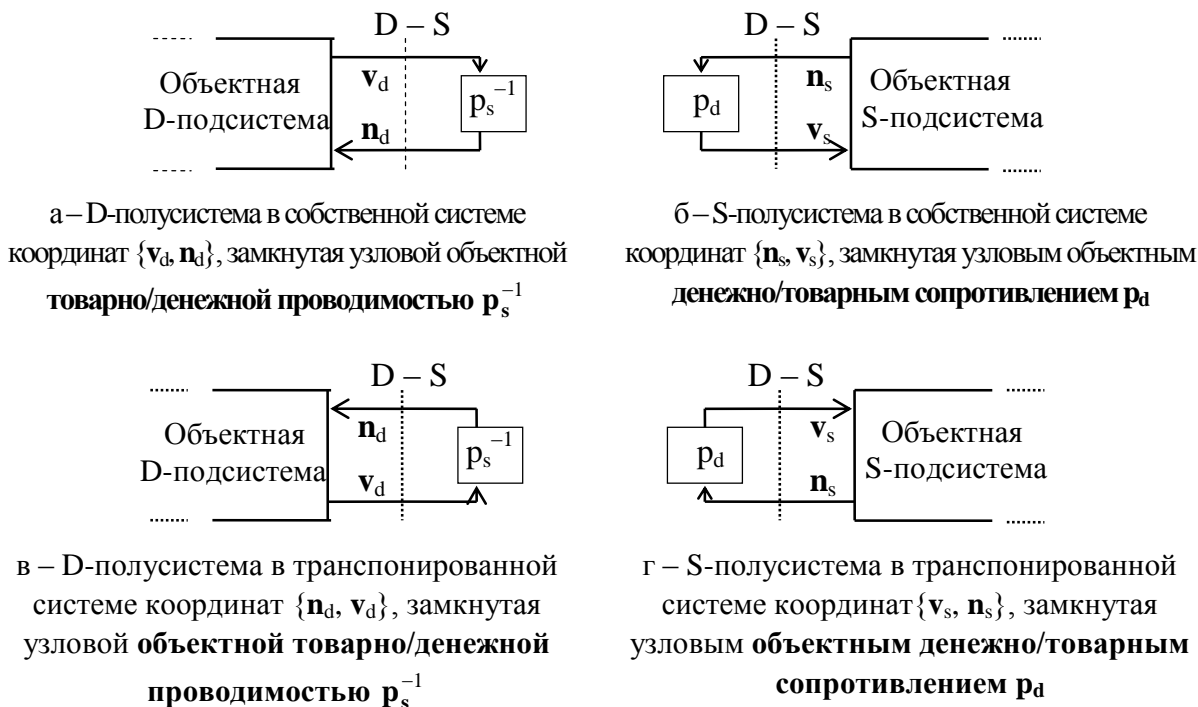 D – S
Объектная
D-подсистема
v_d
n_d
p_s^{–1}
а – D-полусистема в собственной системе
координат {v_d, n_d}, замкнутая узловой объектной
товарно/денежной проводимостью p_s^{–1}
D – S
p_d
n_s
v_s
Объектная
S-подсистема
б – S-полусистема в собственной системе
координат {n_s, v_s}, замкнутая узловым объектным
денежно/товарным сопротивлением p_d
D – S
Объектная
D-подсистема
n_d
v_d
p_s^{–1}
в – D-полусистема в транспонированной
системе координат {n_d, v_d}, замкнутая
узловой объектной товарно/денежной
проводимостью p_s^{–1}
D – S
p_d
v_s
n_s
Объектная
S-подсистема
г – S-полусистема в транспонированной
системе координат{v_s, n_s}, замкнутая
узловым объектным денежно/товарным
сопротивлением p_d